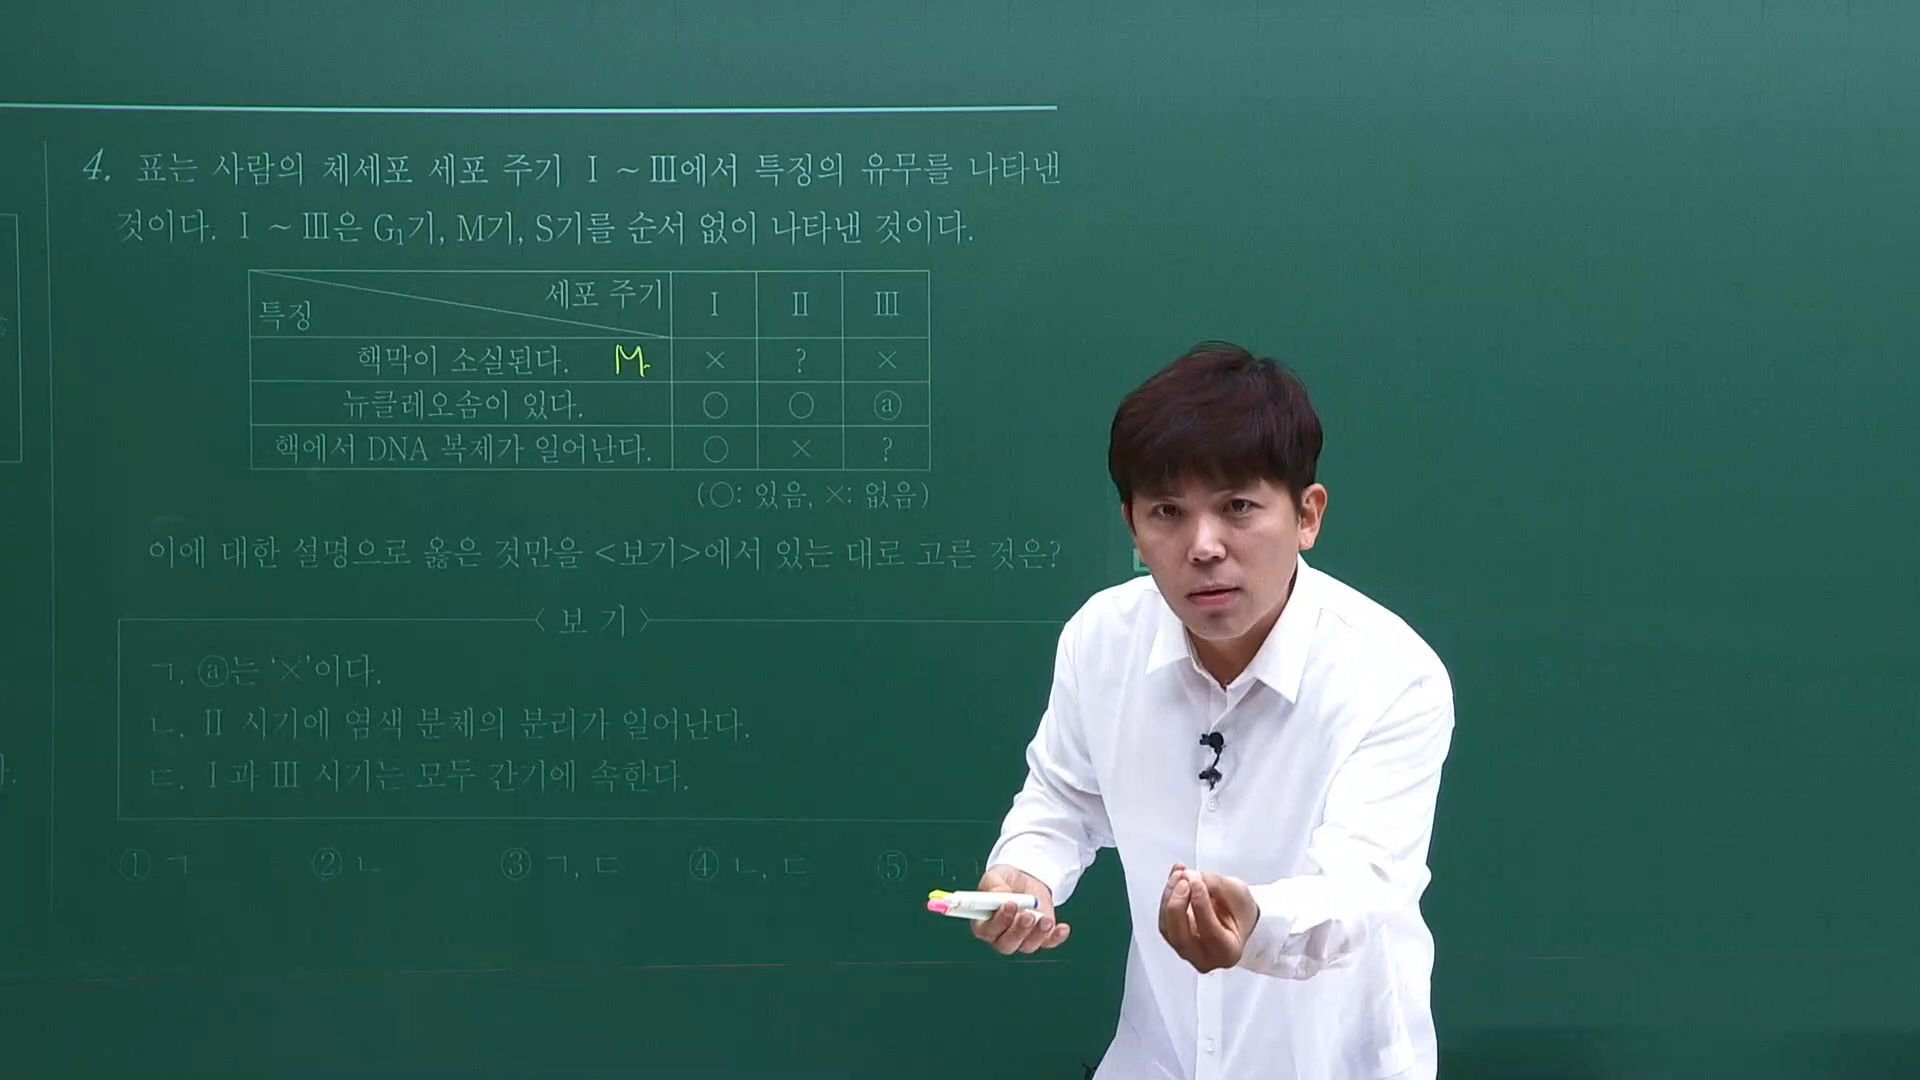 4. 표는 사람의 체세포 세포 주기 Ⅰ~Ⅲ에서 특징의 유무를 나타낸
것이다. Ⅰ~Ⅲ은 G₁기, M기, S기를 순서 없이 나타낸 것이다.
특징 세포 주기 Ⅰ Ⅱ Ⅲ
핵막이 소실된다. M × ? ×
뉴클레오솜이 있다. ○ ○ ⓐ
핵에서 DNA 복제가 일어난다. ○ × ?
(○: 있음, ×: 없음)
이에 대한 설명으로 옳은 것만을 <보기>에서 있는 대로 고른 것은?
<보 기>
ㄱ. ⓐ는 '×'이다.
ㄴ. Ⅱ 시기에 염색 분체의 분리가 일어난다.
ㄷ. Ⅰ과 Ⅲ 시기는 모두 간기에 속한다.
① ㄱ ② ㄴ ③ ㄱ, ㄷ ④ ㄴ, ㄷ ⑤ ㄱ,